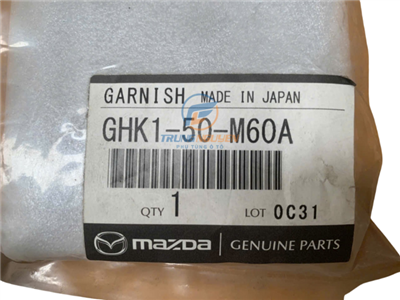 GARNISH MADE IN JAPAN
GHK1-50-M60A
QTY 1 LOT 0C31
mazda GENUINE PARTS